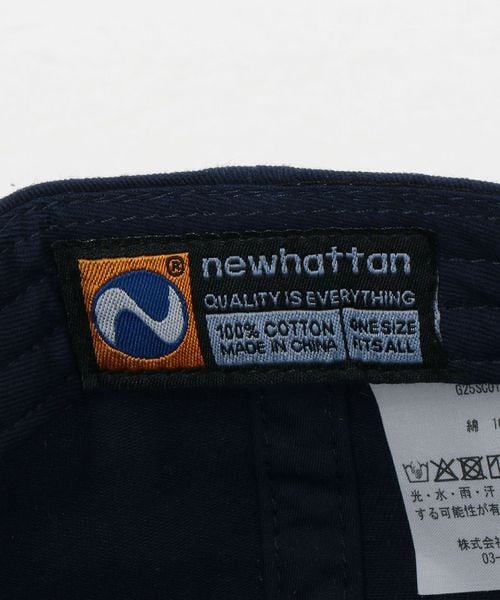 ®
newhattan
QUALITY IS EVERYTHING
100% COTTON
MADE IN CHINA
ONE SIZE
FITS ALL
綿
光・水・雨・汗・
する可能性が有
株式会
03-